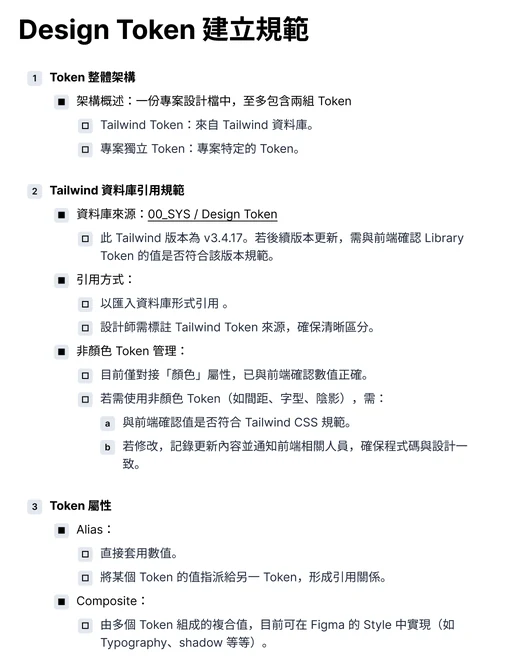 Design Token 建立規範
1 Token 整體架構
架構概述：一份專案設計檔中，至多包含兩組 Token
Tailwind Token：來自 Tailwind 資料庫。
專案獨立 Token：專案特定的 Token。
2 Tailwind 資料庫引用規範
資料庫來源：00_SYS / Design Token
此 Tailwind 版本為 v3.4.17。若後續版本更新，需與前端確認 Library
Token 的值是否符合該版本規範。
引用方式：
以匯入資料庫形式引用 。
設計師需標註 Tailwind Token 來源，確保清晰區分。
非顏色 Token 管理：
目前僅對接「顏色」屬性，已與前端確認數值正確。
若需使用非顏色 Token（如間距、字型、陰影），需：
a 與前端確認值是否符合 Tailwind CSS 規範。
b 若修改，記錄更新內容並通知前端相關人員，確保程式碼與設計一
致。
3 Token 屬性
Alias：
直接套用數值。
將某個 Token 的值指派給另一 Token，形成引用關係。
Composite：
由多個 Token 組成的複合值，目前可在 Figma 的 Style 中實現（如
Typography、shadow 等等）。